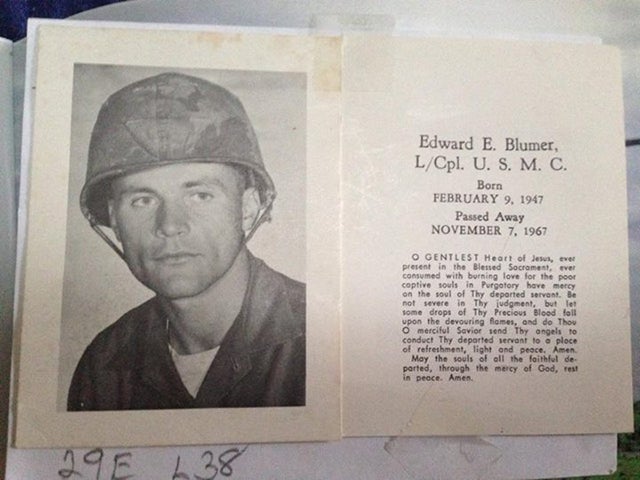 Edward E. Blumer,
L/Cpl. U. S. M. C.
Born
FEBRUARY 9, 1947
Passed Away
NOVEMBER 7, 1967
O GENTLEST Heart of Jesus, ever
present in the Blessed Sacrament, ever
consumed with burning love for the poor
captive souls in Purgatory have mercy
on the soul of Thy departed servant. Be
not severe in Thy judgment, but let
some drops of Thy Precious Blood fall
upon the devouring flames, and do Thou
O merciful Savior send Thy angels to
conduct Thy departed servant to a place
of refreshment, light and peace. Amen.
May the souls of all the faithful de-
parted, through the mercy of God, rest
in peace. Amen.
29E L38